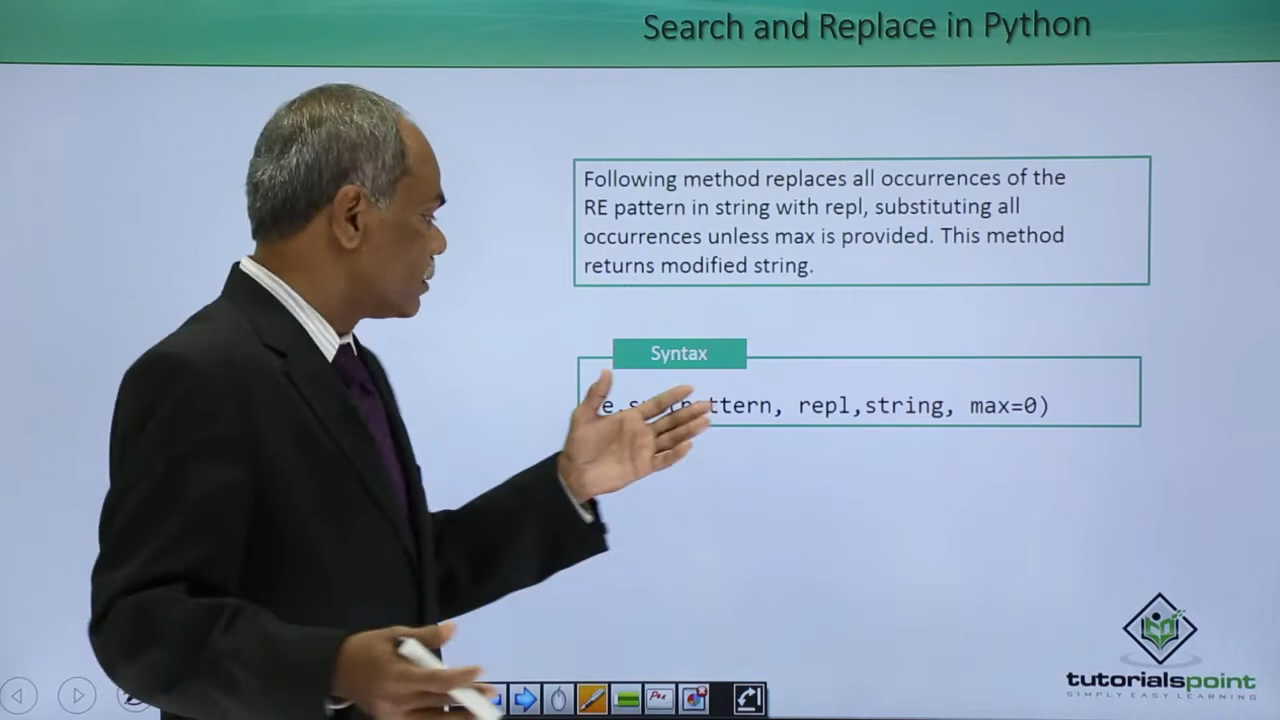 Search and Replace in Python
Following method replaces all occurrences of the
RE pattern in string with repl, substituting all
occurrences unless max is provided. This method
returns modified string.
Syntax
repl,string, max=0)
tutorialspoint
SIMPLY EASY LEARNING